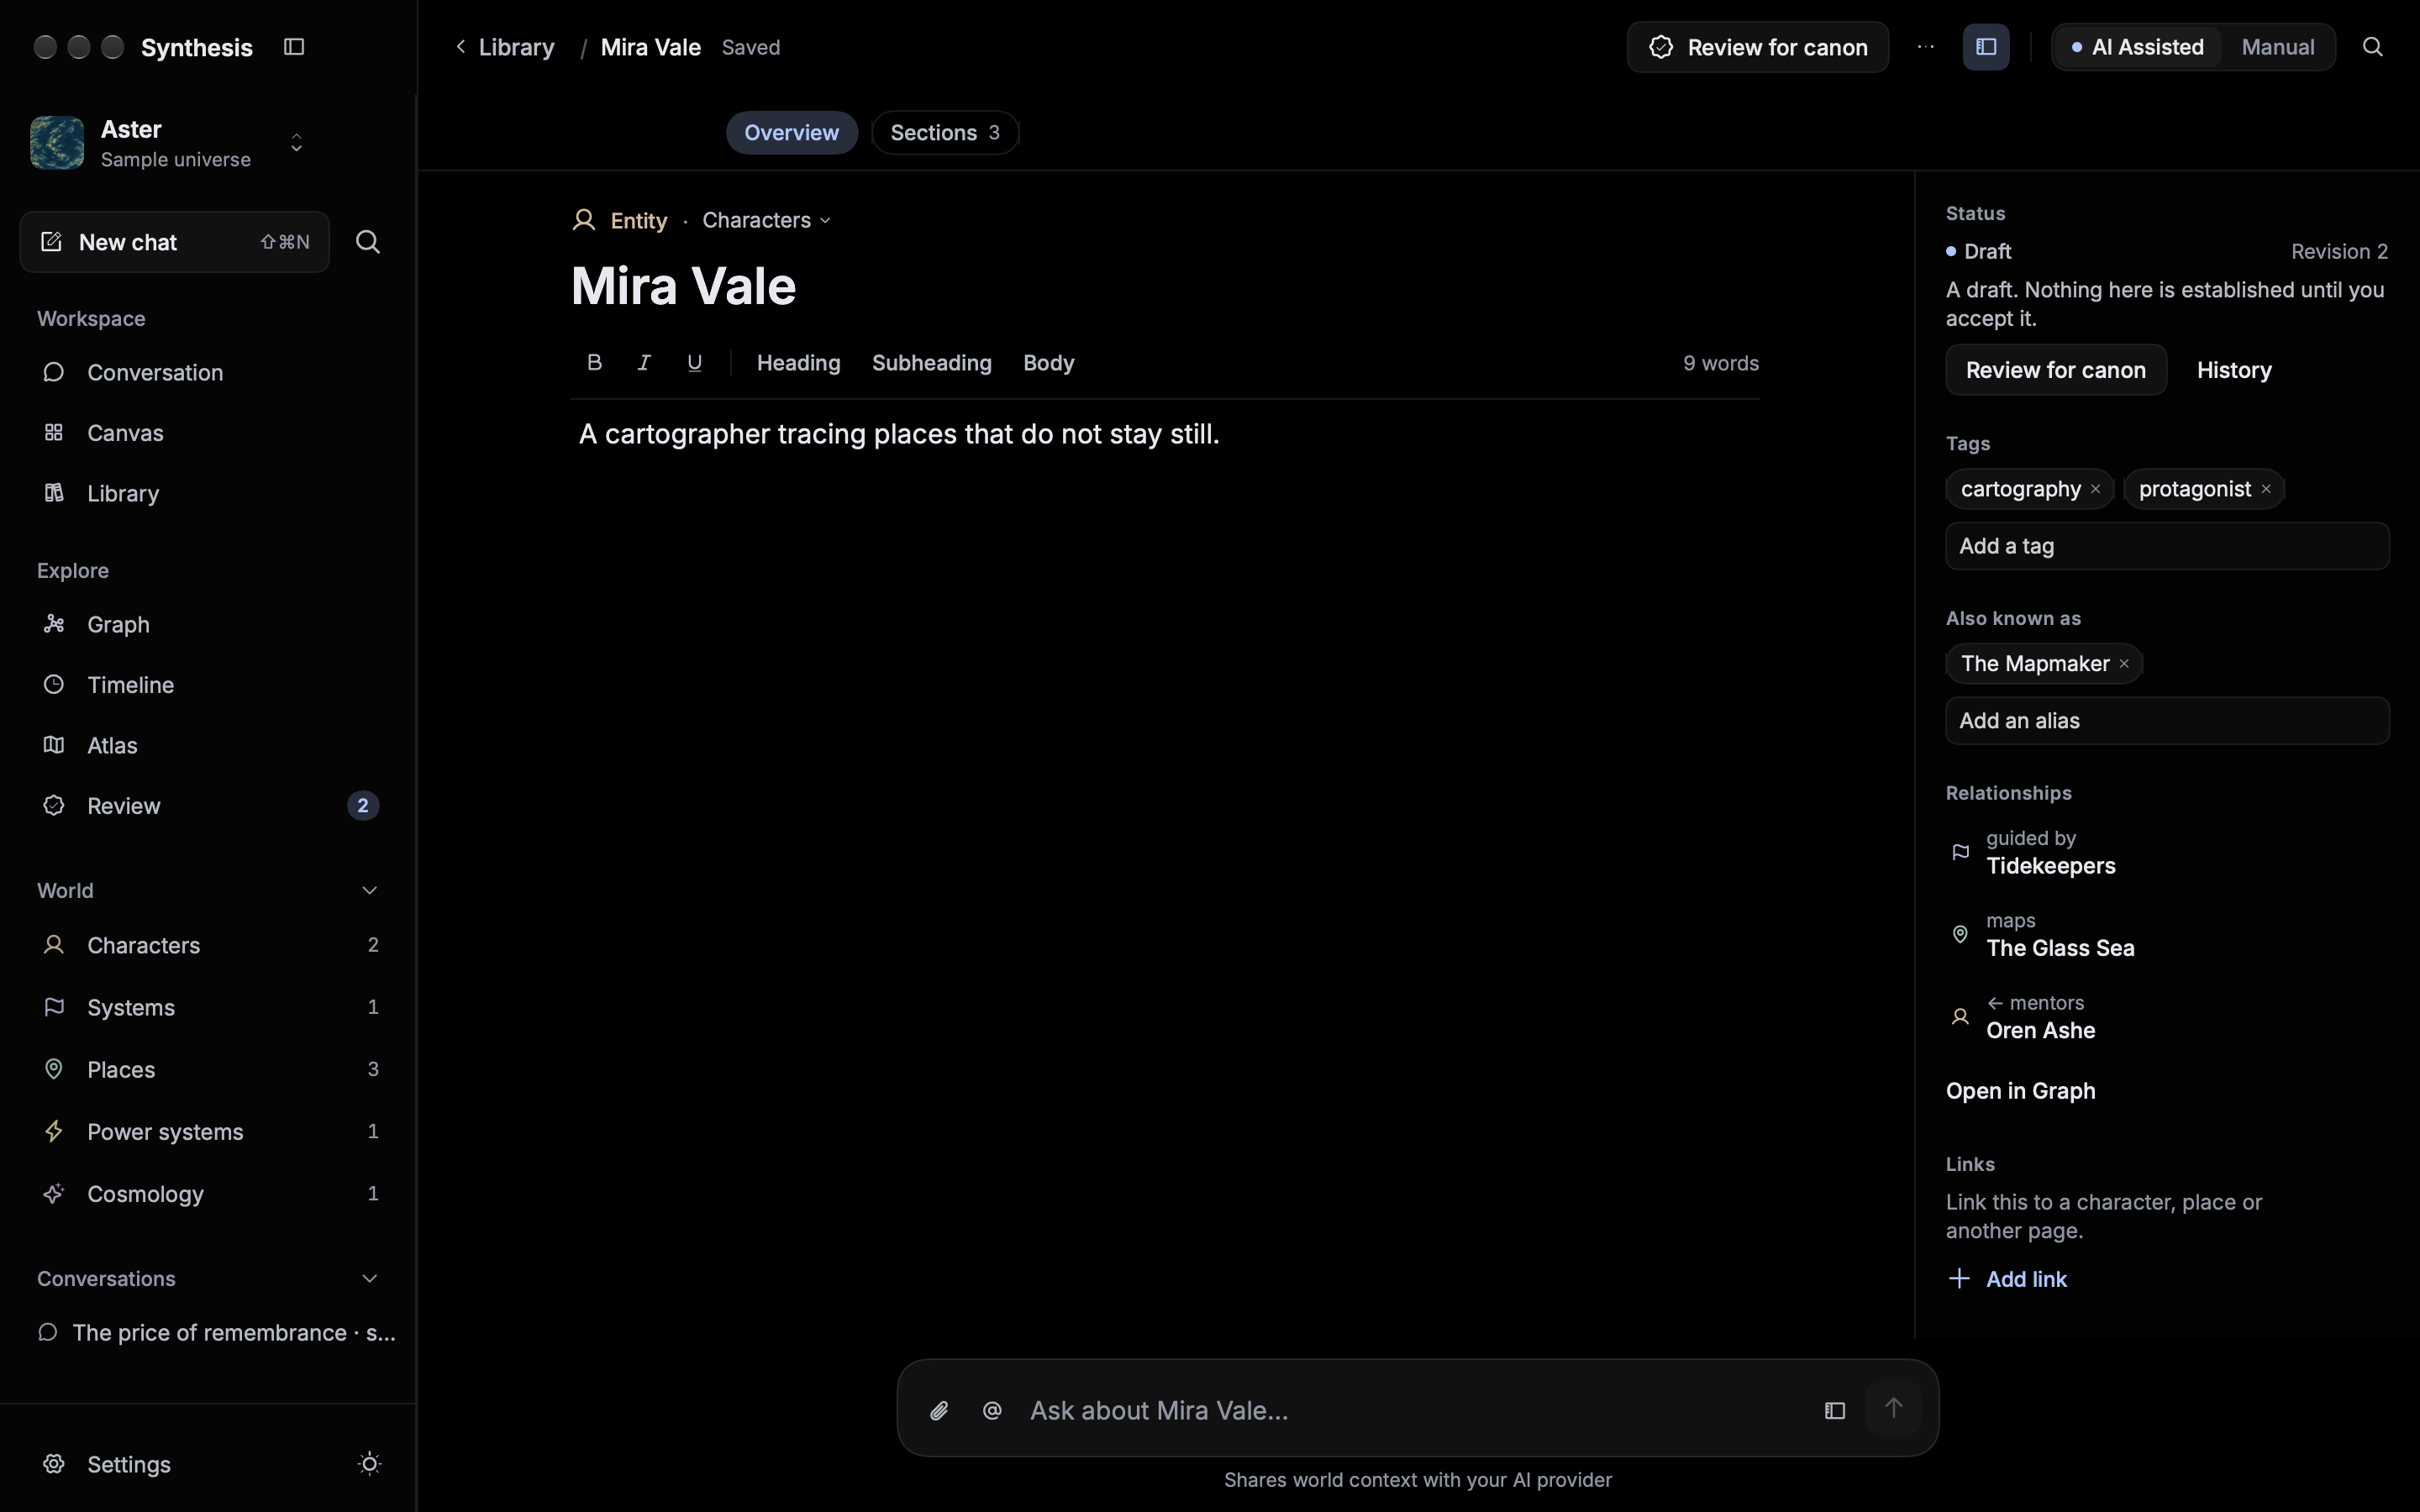 Synthesis
Aster
Sample universe
New chat ⇧⌘N
Workspace
Conversation
Canvas
Library
Explore
Graph
Timeline
Atlas
Review 2
World
Characters 2
Systems 1
Places 3
Power systems 1
Cosmology 1
Conversations
The price of remembrance · s...
Settings
Library / Mira Vale Saved
Review for canon
AI Assisted Manual
Overview Sections 3
Entity · Characters
Mira Vale
B I U Heading Subheading Body 9 words
A cartographer tracing places that do not stay still.
Status
Draft Revision 2
A draft. Nothing here is established until you
accept it.
Review for canon History
Tags
cartography × protagonist ×
Add a tag
Also known as
The Mapmaker ×
Add an alias
Relationships
guided by
Tidekeepers
maps
The Glass Sea
← mentors
Oren Ashe
Open in Graph
Links
Link this to a character, place or
another page.
+ Add link
@ Ask about Mira Vale...
Shares world context with your AI provider